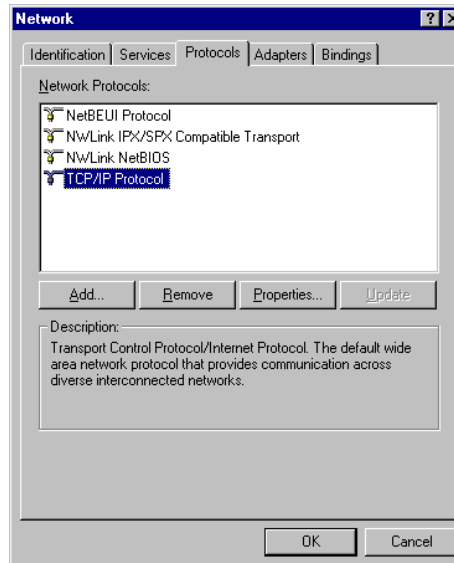 Network
Identification Services Protocols Adapters Bindings
Network Protocols:
NetBEUI Protocol
NWLink IPX/SPX Compatible Transport
NWLink NetBIOS
TCP/IP Protocol
Add... Remove Properties... Update
Description:
Transport Control Protocol/Internet Protocol. The default wide
area network protocol that provides communication across
diverse interconnected networks.
OK Cancel